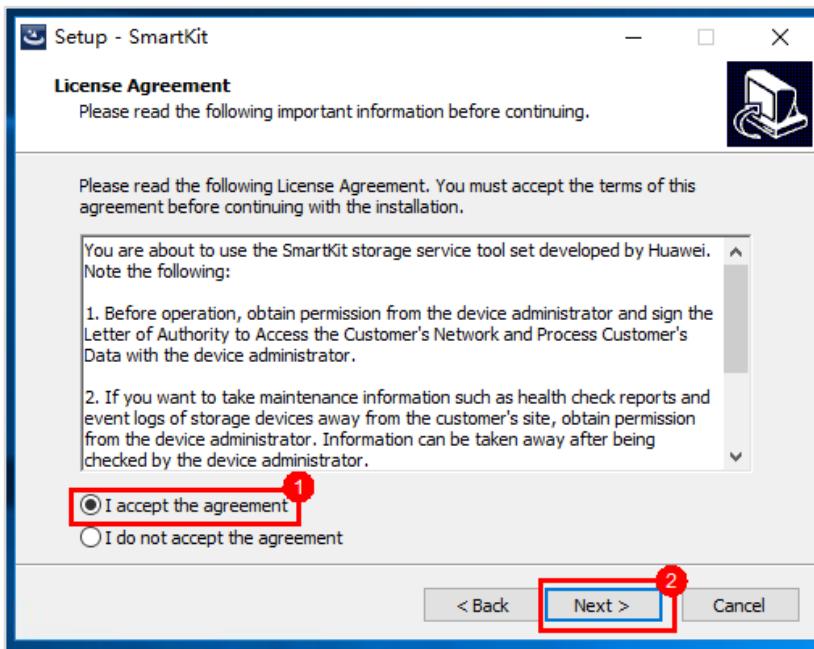 Setup - SmartKit
License Agreement
Please read the following important information before continuing.
Please read the following License Agreement. You must accept the terms of this
agreement before continuing with the installation.
You are about to use the SmartKit storage service tool set developed by Huawei.
Note the following:
1. Before operation, obtain permission from the device administrator and sign the
Letter of Authority to Access the Customer's Network and Process Customer's
Data with the device administrator.
2. If you want to take maintenance information such as health check reports and
event logs of storage devices away from the customer's site, obtain permission
from the device administrator. Information can be taken away after being
checked by the device administrator.
1
I accept the agreement
I do not accept the agreement
2
< Back Next > Cancel